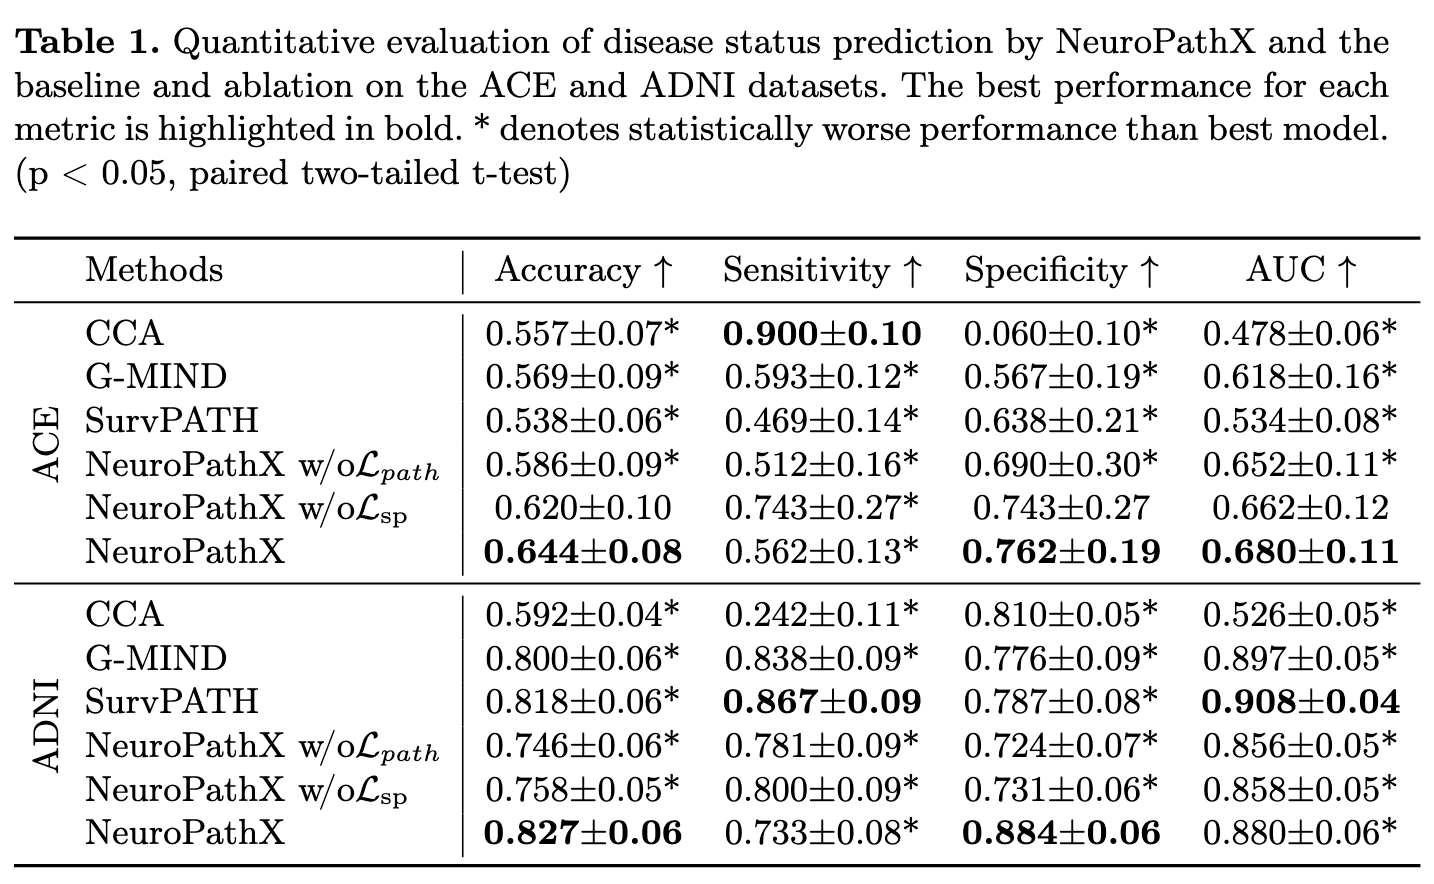 Table 1. Quantitative evaluation of disease status prediction by NeuroPathX and the
baseline and ablation on the ACE and ADNI datasets. The best performance for each
metric is highlighted in bold. * denotes statistically worse performance than best model.
(p < 0.05, paired two-tailed t-test)
Methods Accuracy ↑ Sensitivity ↑ Specificity ↑ AUC ↑
ACE
CCA 0.557±0.07* 0.900±0.10 0.060±0.10* 0.478±0.06*
G-MIND 0.569±0.09* 0.593±0.12* 0.567±0.19* 0.618±0.16*
SurvPATH 0.538±0.06* 0.469±0.14* 0.638±0.21* 0.534±0.08*
NeuroPathX w/oℒpath 0.586±0.09* 0.512±0.16* 0.690±0.30* 0.652±0.11*
NeuroPathX w/oℒsp 0.620±0.10 0.743±0.27* 0.743±0.27 0.662±0.12
NeuroPathX 0.644±0.08 0.562±0.13* 0.762±0.19 0.680±0.11
ADNI
CCA 0.592±0.04* 0.242±0.11* 0.810±0.05* 0.526±0.05*
G-MIND 0.800±0.06* 0.838±0.09* 0.776±0.09* 0.897±0.05*
SurvPATH 0.818±0.06* 0.867±0.09 0.787±0.08* 0.908±0.04
NeuroPathX w/oℒpath 0.746±0.06* 0.781±0.09* 0.724±0.07* 0.856±0.05*
NeuroPathX w/oℒsp 0.758±0.05* 0.800±0.09* 0.731±0.06* 0.858±0.05*
NeuroPathX 0.827±0.06 0.733±0.08* 0.884±0.06 0.880±0.06*